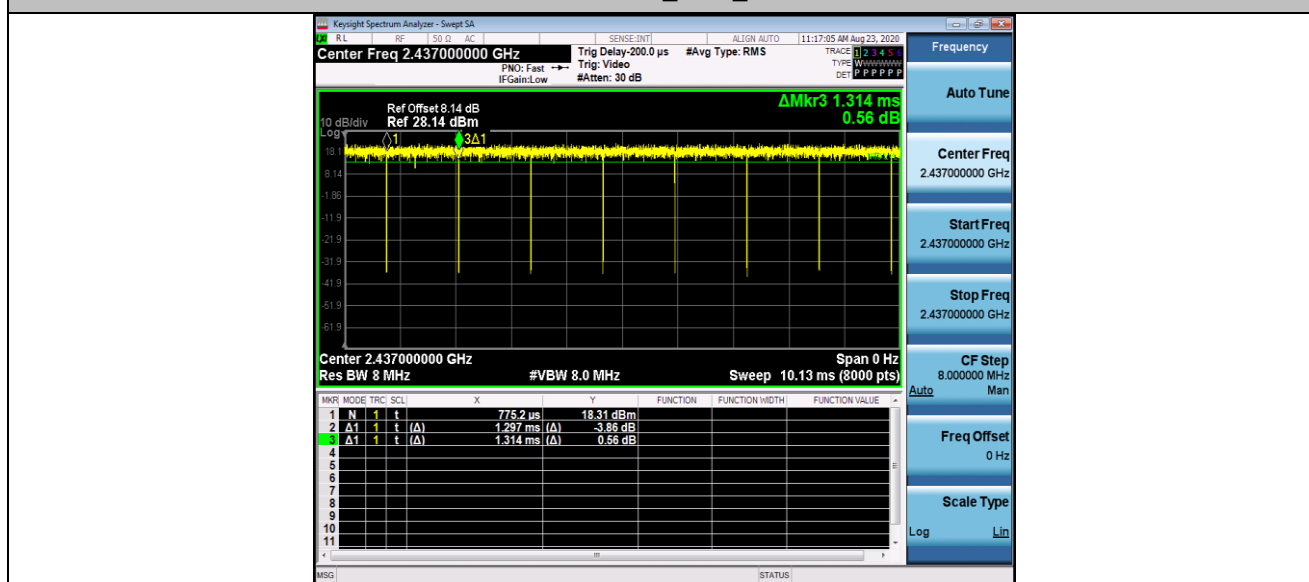 Keysight Spectrum Analyzer - Swept SA
RL RF 50 Ω AC SENSE:INT ALIGN AUTO 11:17:05 AM Aug 23, 2020
Center Freq 2.437000000 GHz
PNO: Fast
IFGain:Low
Trig Delay-200.0 µs
Trig: Video
#Atten: 30 dB
#Avg Type: RMS
TRACE 1 2 3 4 5 6
TYPE WWWWWW
DET P P P P P P
ΔMkr3 1.314 ms
0.56 dB
Ref Offset 8.14 dB
Ref 28.14 dBm
10 dB/div
Log
1
3Δ1
18.1
8.14
-1.86
-11.9
-21.9
-31.9
-41.9
-51.9
-61.9
Center 2.437000000 GHz Span 0 Hz
Res BW 8 MHz #VBW 8.0 MHz Sweep 10.13 ms (8000 pts)
MKR MODE TRC SCL X Y FUNCTION FUNCTION WIDTH FUNCTION VALUE
1 N 1 t 775.2 µs 18.31 dBm
2 Δ1 1 t (Δ) 1.297 ms (Δ) -3.86 dB
3 Δ1 1 t (Δ) 1.314 ms (Δ) 0.56 dB
4
5
6
7
8
9
10
11
MSG STATUS
Frequency
Auto Tune
Center Freq
2.437000000 GHz
Start Freq
2.437000000 GHz
Stop Freq
2.437000000 GHz
CF Step
8.000000 MHz
Auto Man
Freq Offset
0 Hz
Scale Type
Log Lin